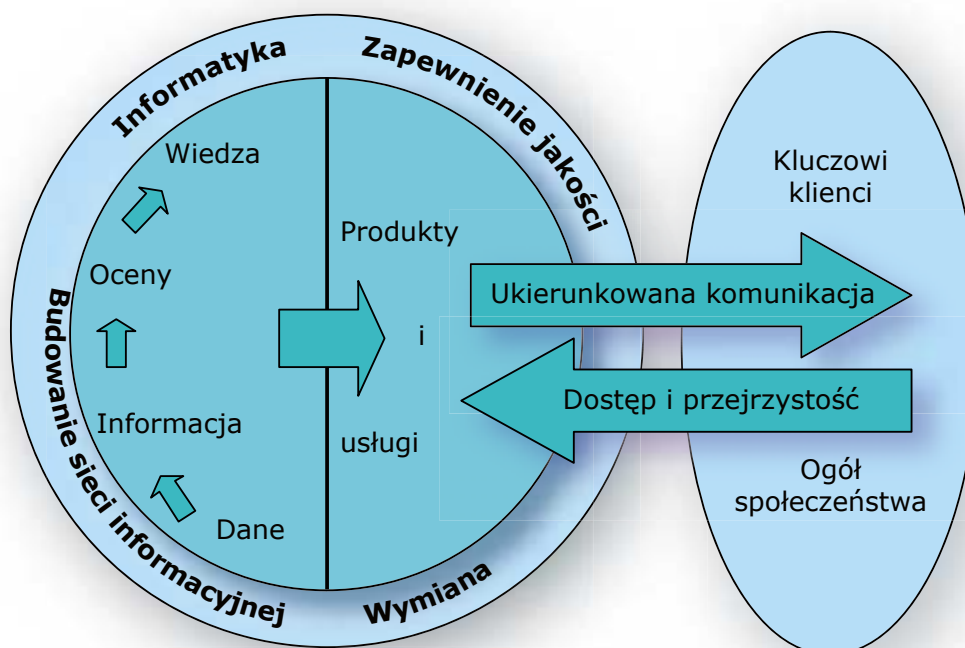 Informatyka
Zapewnienie jakości
Budowanie sieci informacyjnej
Wymiana
Wiedza
Oceny
Informacja
Dane
Produkty
i
usługi
Ukierunkowana komunikacja
Dostęp i przejrzystość
Kluczowi
klienci
Ogół
społeczeństwa